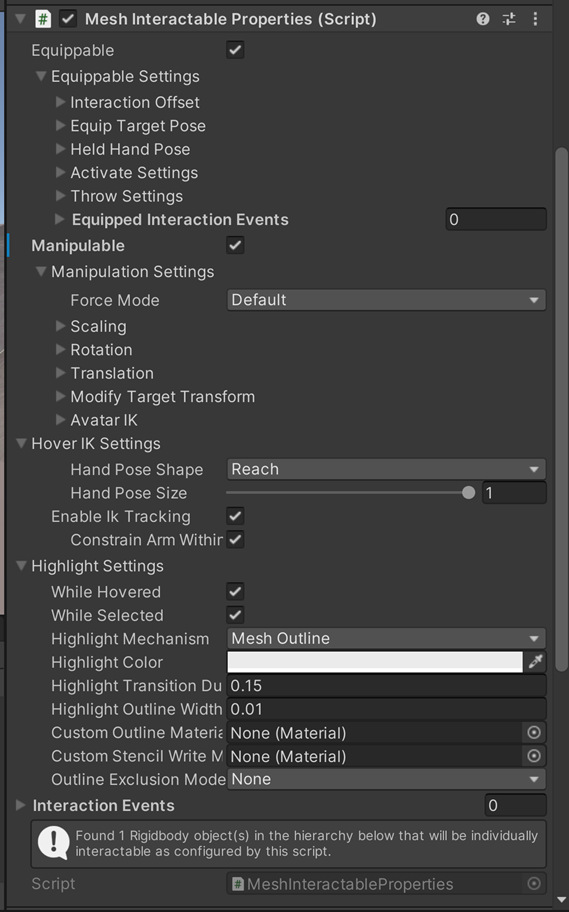 # Mesh Interactable Properties (Script)
Equippable
Equippable Settings
Interaction Offset
Equip Target Pose
Held Hand Pose
Activate Settings
Throw Settings
Equipped Interaction Events 0
Manipulable
Manipulation Settings
Force Mode Default
Scaling
Rotation
Translation
Modify Target Transform
Avatar IK
Hover IK Settings
Hand Pose Shape Reach
Hand Pose Size 1
Enable Ik Tracking
Constrain Arm Within
Highlight Settings
While Hovered
While Selected
Highlight Mechanism Mesh Outline
Highlight Color
Highlight Transition Du 0.15
Highlight Outline Width 0.01
Custom Outline Materia None (Material)
Custom Stencil Write M None (Material)
Outline Exclusion Mode None
Interaction Events 0
Found 1 Rigidbody object(s) in the hierarchy below that will be individually
interactable as configured by this script.
Script # MeshInteractableProperties